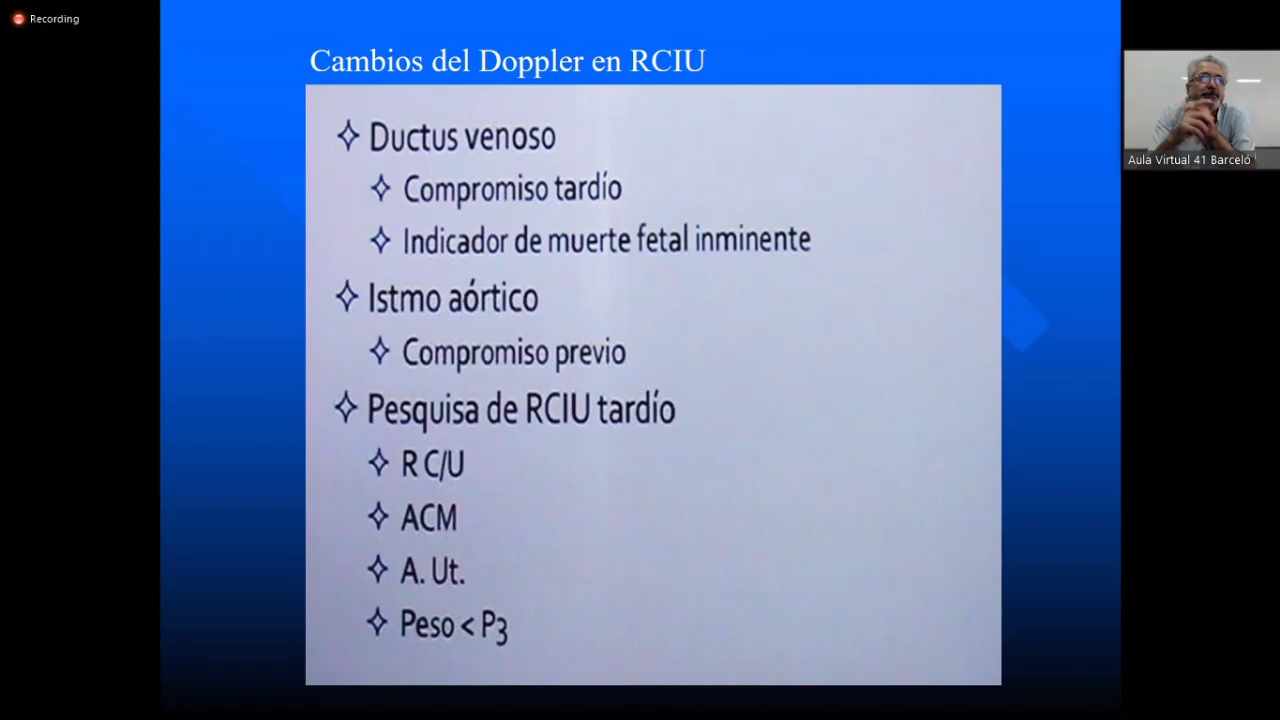 Recording
Cambios del Doppler en RCIU
Ductus venoso
Compromiso tardío
Indicador de muerte fetal inminente
Istmo aórtico
Compromiso previo
Pesquisa de RCIU tardío
R C/U
ACM
A. Ut.
Peso < P3
Aula Virtual 41 Barceló